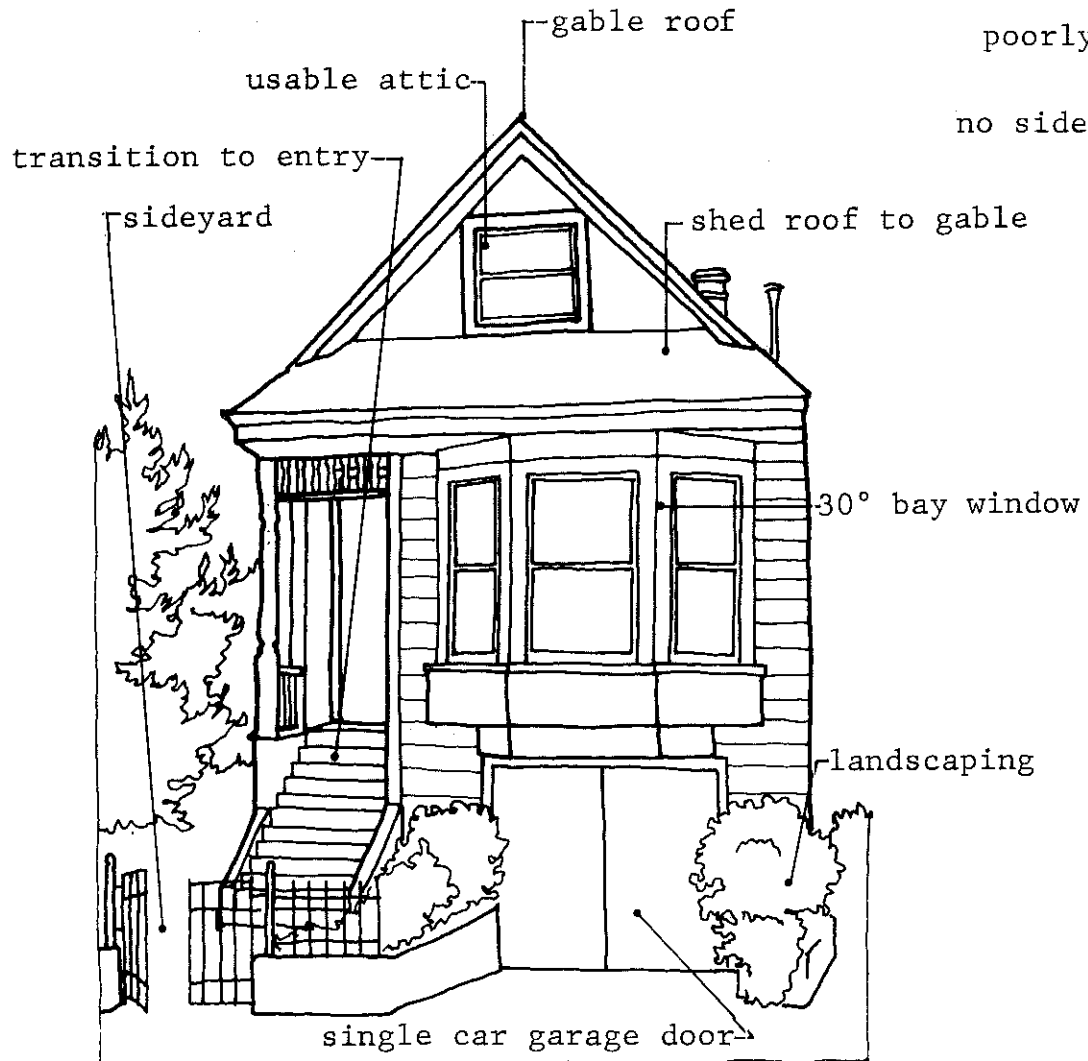 gable roof
poorly
usable attic
no side
transition to entry
sideyard
shed roof to gable
30° bay window
landscaping
single car garage door